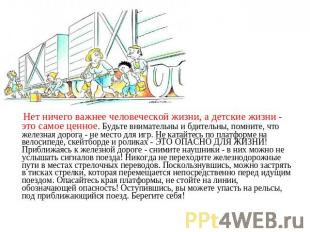 Нет ничего важнее человеческой жизни, а детские жизни -
это самое ценное. Будьте внимательны и бдительны, помните, что
железная дорога - не место для игр. Не катайтесь по платформе на
велосипеде, скейтборде и роликах - ЭТО ОПАСНО ДЛЯ ЖИЗНИ!
Приближаясь к железной дороге - снимите наушники - в них можно не
услышать сигналов поезда! Никогда не переходите железнодорожные
пути в местах стрелочных переводов. Поскользнувшись, можно застрять
в тисках стрелки, которая перемещается непосредственно перед идущим
поездом. Опасайтесь края платформы, не стойте на линии,
обозначающей опасность! Оступившись, вы можете упасть на рельсы,
под приближающийся поезд. Берегите себя!
PPt4WEB.ru